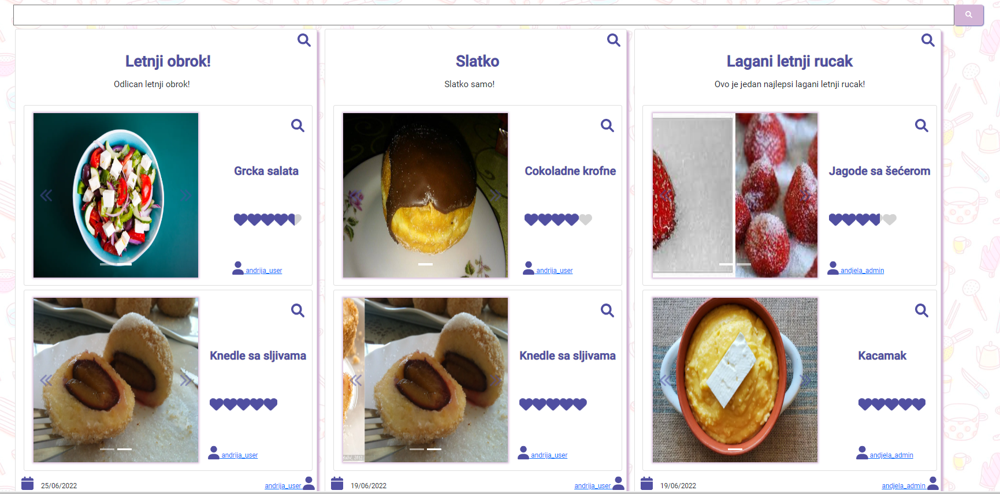 Letnji obrok!
Odlican letnji obrok!
Grcka salata
andrija_user
Knedle sa sljivama
andrija_user
25/06/2022
andrija_user
Slatko
Slatko samo!
Cokoladne krofne
andrija_user
Knedle sa sljivama
andrija_user
19/06/2022
andrija_user
Lagani letnji rucak
Ovo je jedan najlepsi lagani letnji rucak!
Jagode sa šećerom
andjela_admin
Kacamak
andjela_admin
19/06/2022
andjela_admin